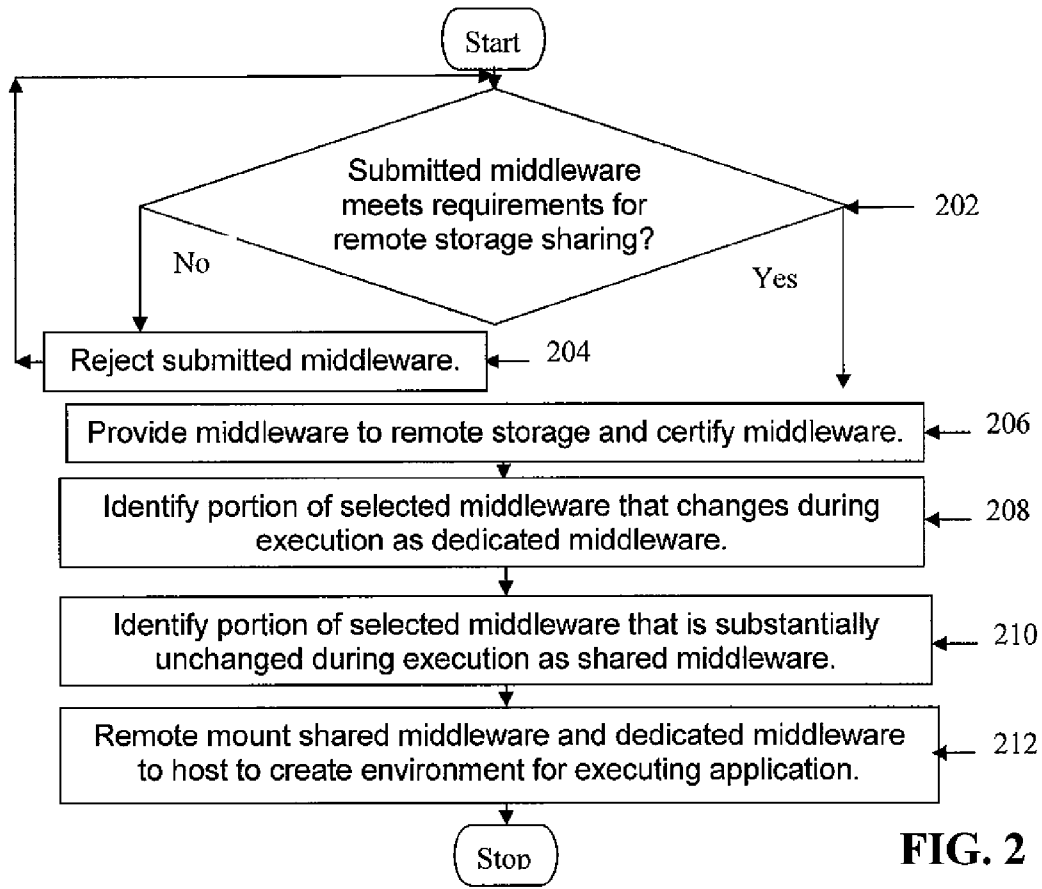 Start
Submitted middleware
meets requirements for
remote storage sharing?
202
No
Yes
Reject submitted middleware.
204
Provide middleware to remote storage and certify middleware.
206
Identify portion of selected middleware that changes during
execution as dedicated middleware.
208
Identify portion of selected middleware that is substantially
unchanged during execution as shared middleware.
210
Remote mount shared middleware and dedicated middleware
to host to create environment for executing application.
212
Stop
FIG. 2